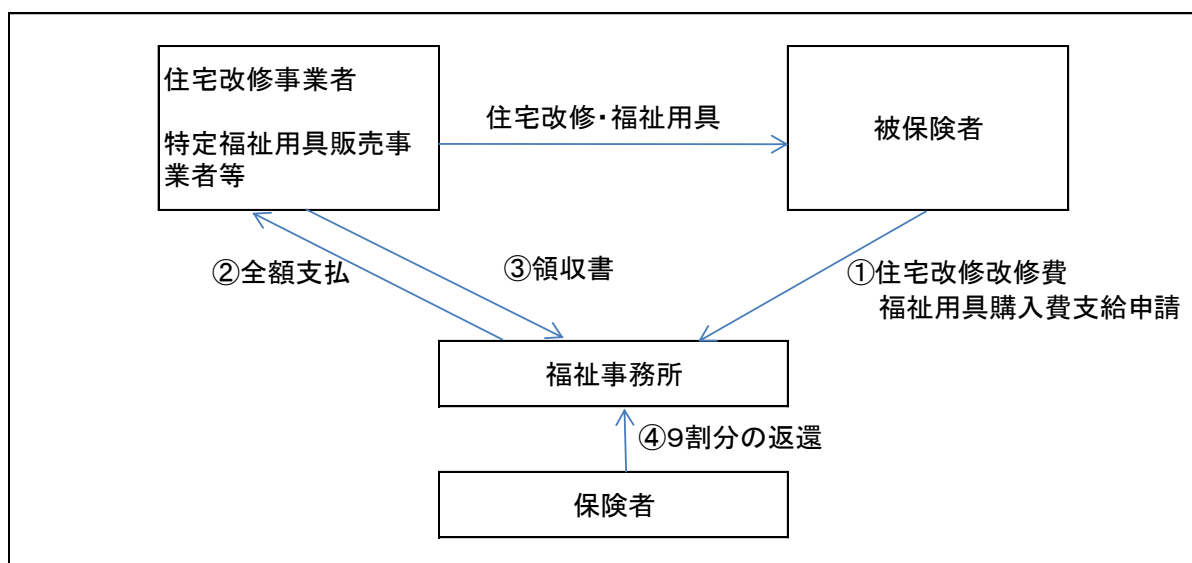 住宅改修事業者
特定福祉用具販売事
業者等
住宅改修・福祉用具
被保険者
②全額支払
③領収書
①住宅改修改修費
福祉用具購入費支給申請
福祉事務所
④9割分の返還
保険者